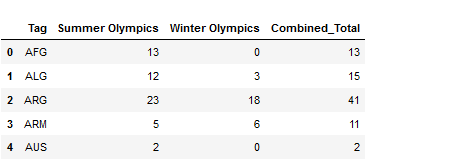 Tag Summer Olympics Winter Olympics Combined_Total
0 AFG 13 0 13
1 ALG 12 3 15
2 ARG 23 18 41
3 ARM 5 6 11
4 AUS 2 0 2